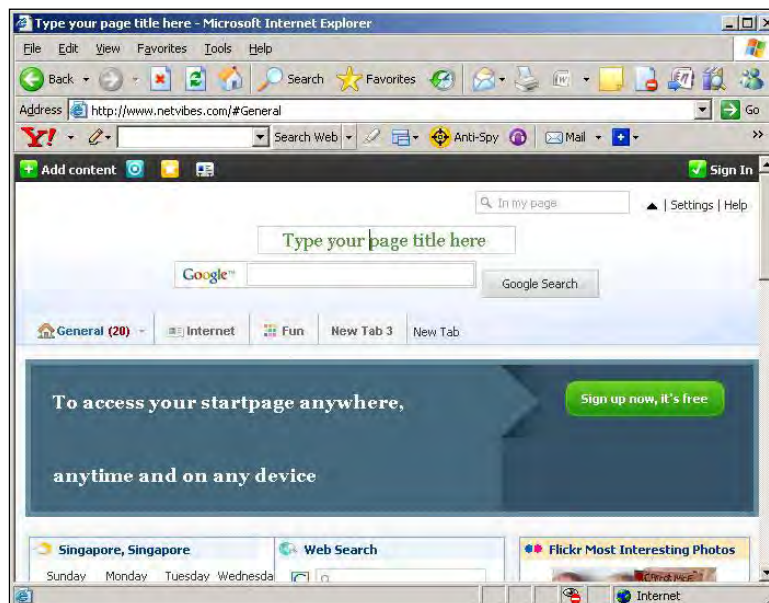 Type your page title here - Microsoft Internet Explorer
File Edit View Favorites Tools Help
Back Search Favorites
Address http://www.netvibes.com/#General Go
Y! Search Web Anti-Spy Mail
Add content Sign In
In my page Settings | Help
Type your page title here
Google™ Google Search
General (20) Internet Fun New Tab 3 New Tab
To access your startpage anywhere,
Sign up now, it's free
anytime and on any device
Singapore, Singapore Web Search Flickr Most Interesting Photos
Sunday Monday Tuesday Wednesda
Internet